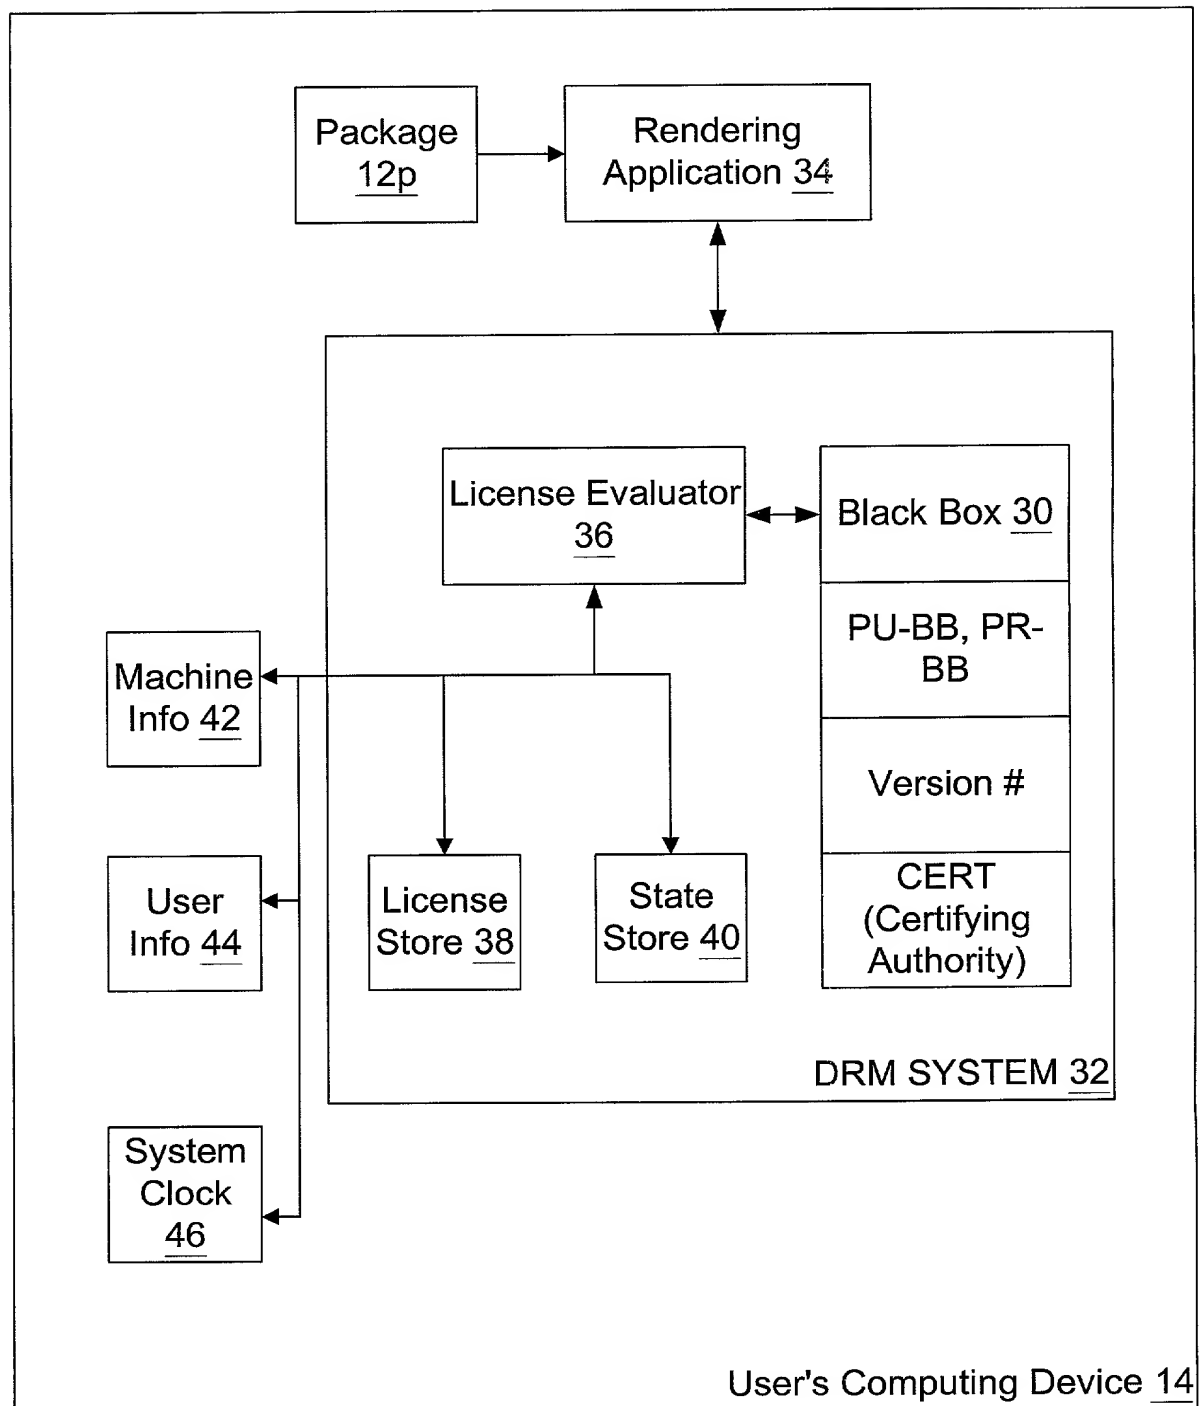 Package
12p
Rendering
Application 34
License Evaluator
36
Black Box 30
PU-BB, PR-
BB
Version #
CERT
(Certifying
Authority)
Machine
Info 42
User
Info 44
License
Store 38
State
Store 40
DRM SYSTEM 32
System
Clock
46
User's Computing Device 14